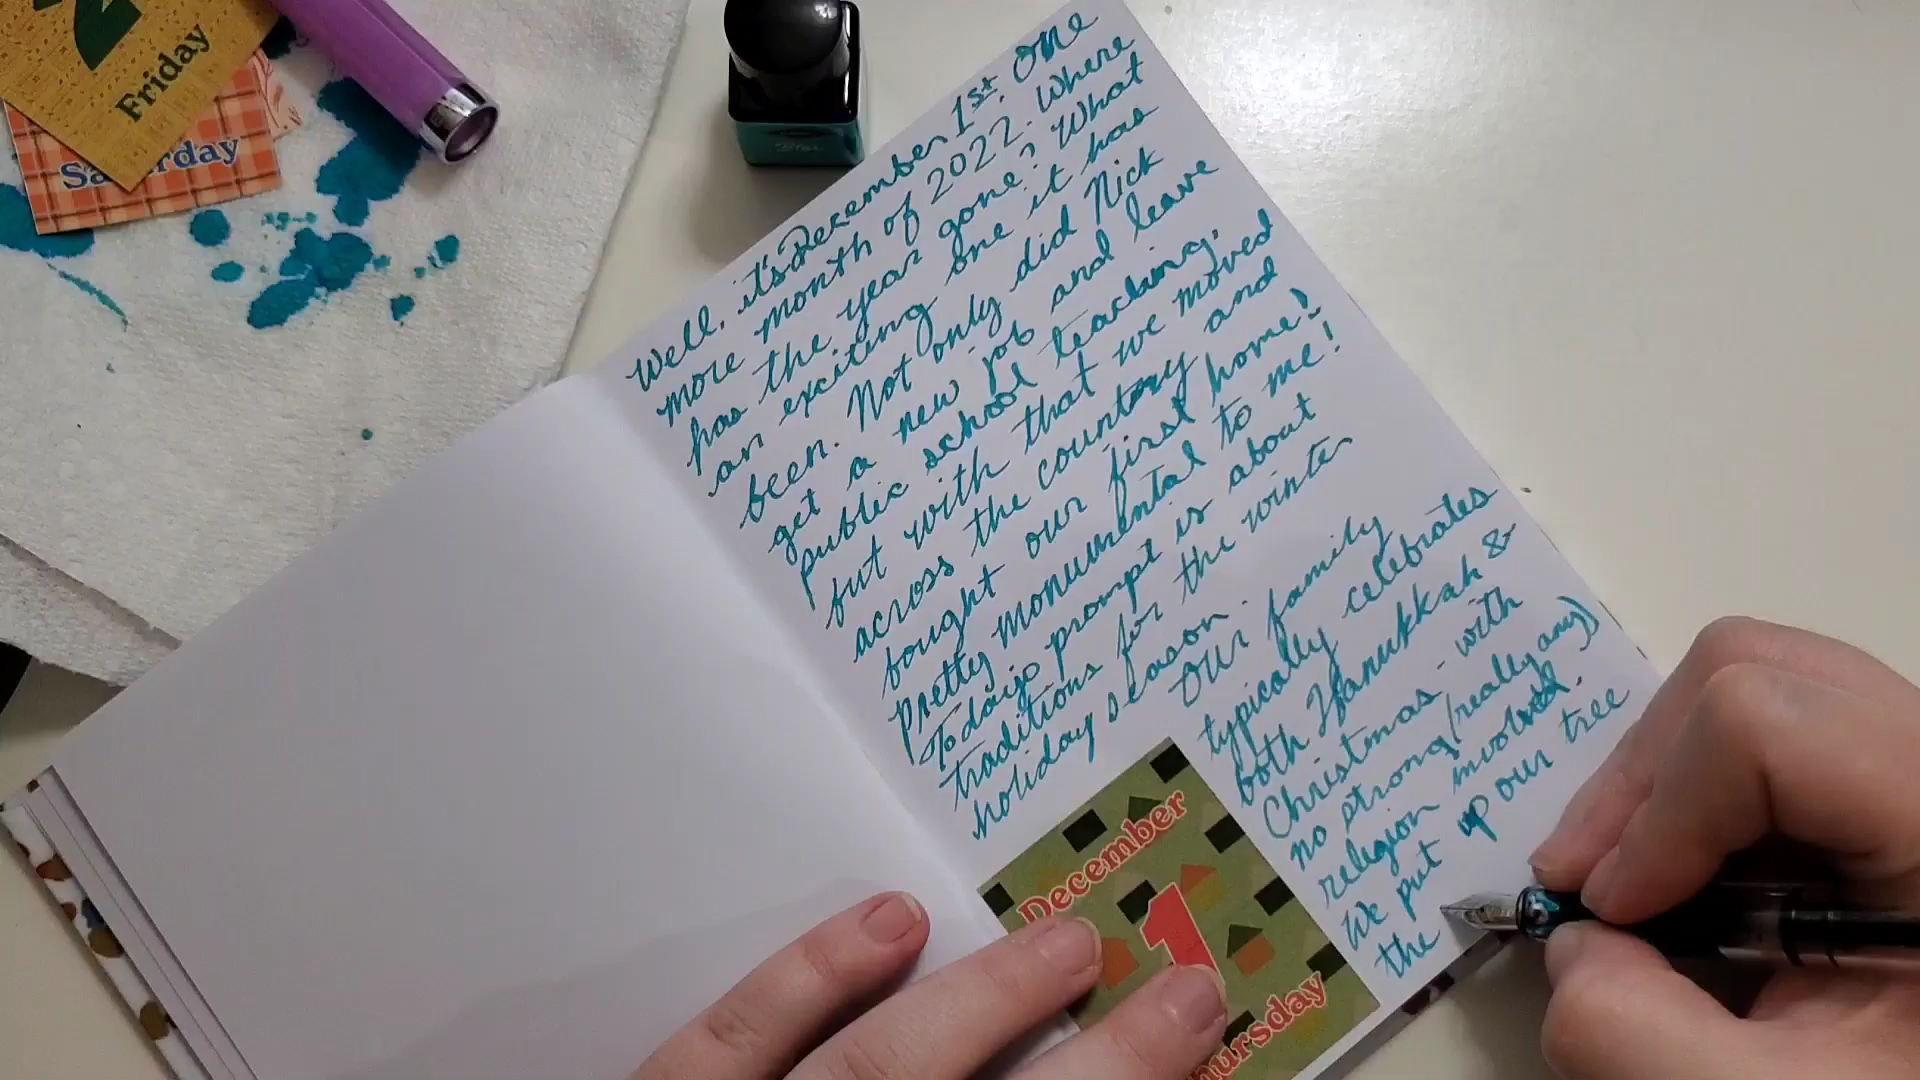 2
Friday
Saturday
Blue
Well, it's December 1st. One
more month of 2022. Where
has the year gone? What
an exciting one it has
been. Not only did Nick
get a new job and leave
public school teaching,
but with that we moved
across the country and
bought our first home!
Pretty monumental to me!
Today's prompt is about
traditions for the winter
holiday season. Our family
typically celebrates
both Hanukkah &
Christmas - with
no strong/really any)
religion involved.
We put up our tree
the
December
1
hursday